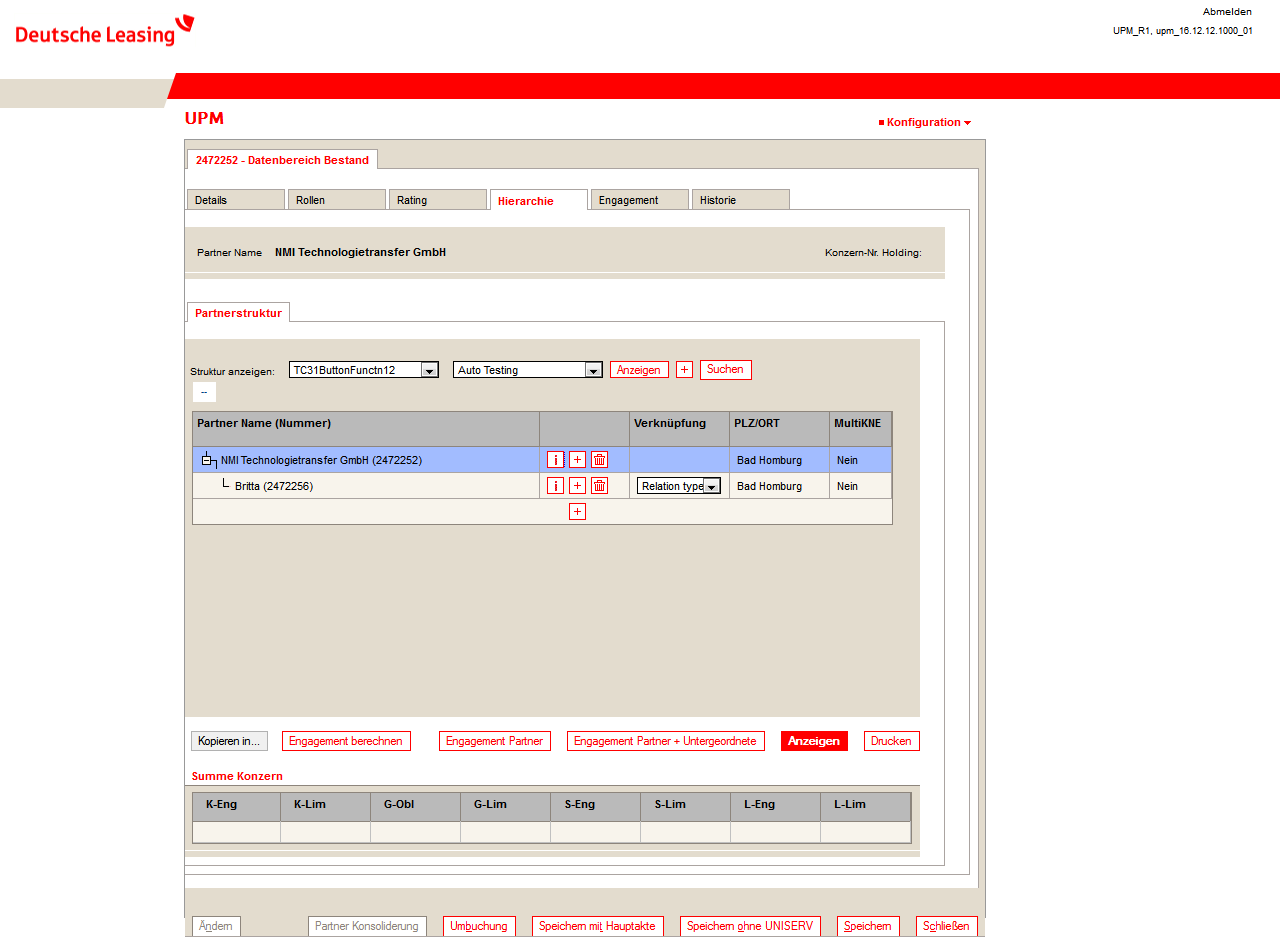 Deutsche Leasing
Abmelden
UPM_R1, upm_16.12.12.1000_01
UPM
Konfiguration
2472252 - Datenbereich Bestand
Details Rollen Rating Hierarchie Engagement Historie
Partner Name NMI Technologietransfer GmbH Konzern-Nr. Holding:
Partnerstruktur
Struktur anzeigen: TC31ButtonFunctn12 Auto Testing Anzeigen + Suchen
--
Partner Name (Nummer) Verknüpfung PLZ/ORT MultiKNE
NMI Technologietransfer GmbH (2472252) i + Bad Homburg Nein
Britta (2472256) i + Relation type Bad Homburg Nein
+
Kopieren in... Engagement berechnen Engagement Partner Engagement Partner + Untergeordnete Anzeigen Drucken
Summe Konzern
K-Eng K-Lim G-Obl G-Lim S-Eng S-Lim L-Eng L-Lim
Ändern Partner Konsolidierung Umbuchung Speichern mit Hauptakte Speichern ohne UNISERV Speichern Schließen